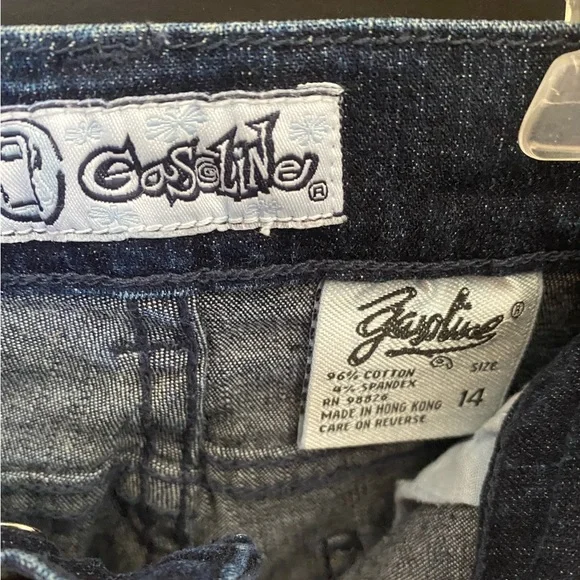 GaSoLiNe®
gasoline®
96% COTTON
4% SPANDEX
RN 98826
MADE IN HONG KONG
CARE ON REVERSE
SIZE
14